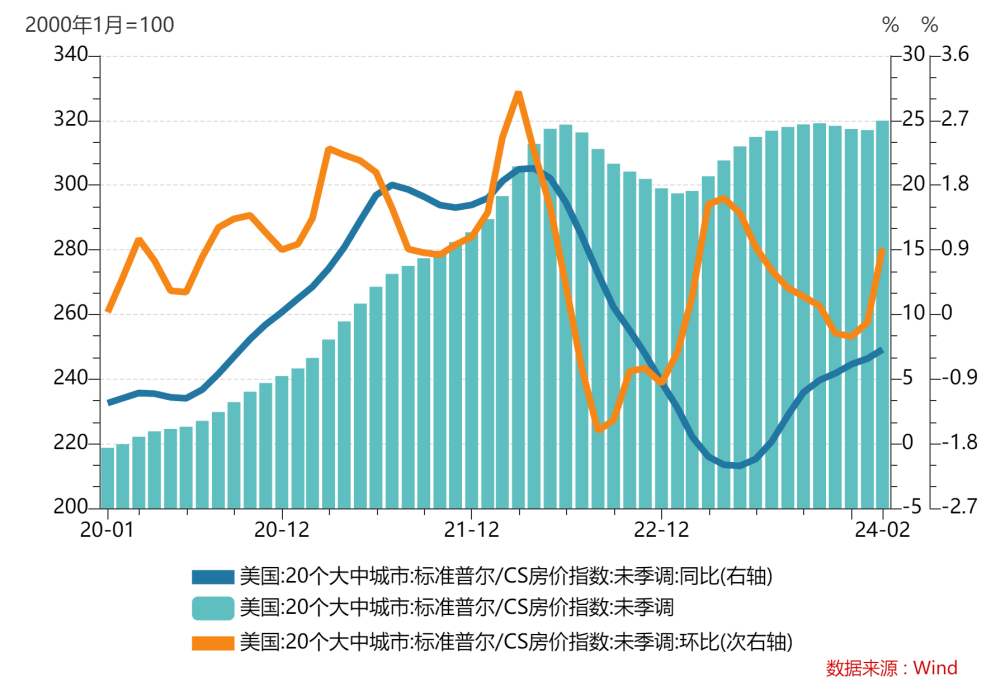 2000年1月=100 % %
340 30 3.6
320 25 2.7
300 20 1.8
280 15 0.9
260 10 0
240 5 -0.9
220 0 -1.8
200 -5 -2.7
20-01 20-12 21-12 22-12 24-02
美国:20个大中城市:标准普尔/CS房价指数:未季调:同比(右轴)
美国:20个大中城市:标准普尔/CS房价指数:未季调
美国:20个大中城市:标准普尔/CS房价指数:未季调:环比(次右轴)
数据来源：Wind